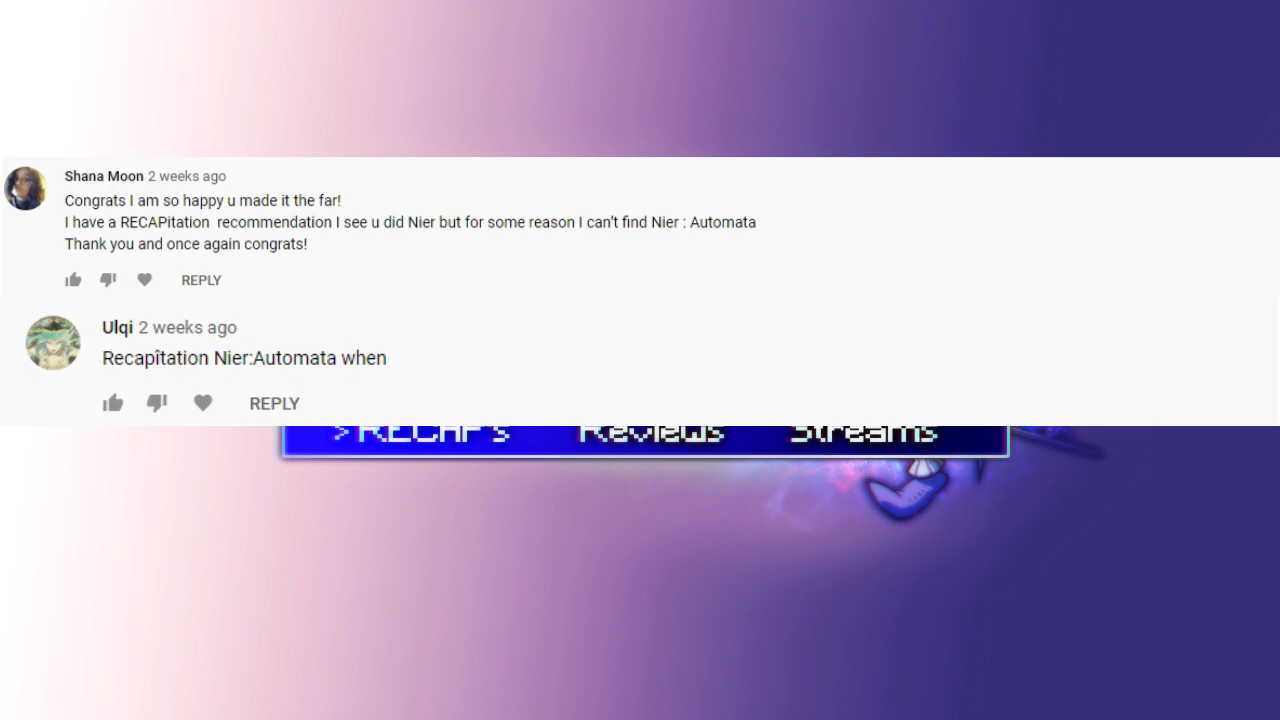 Shana Moon 2 weeks ago
Congrats I am so happy u made it the far!
I have a RECAPitation recommendation I see u did Nier but for some reason I can't find Nier : Automata
Thank you and once again congrats!
REPLY
Ulqi 2 weeks ago
Recapîtation Nier:Automata when
REPLY
>RECAP's Reviews Streams